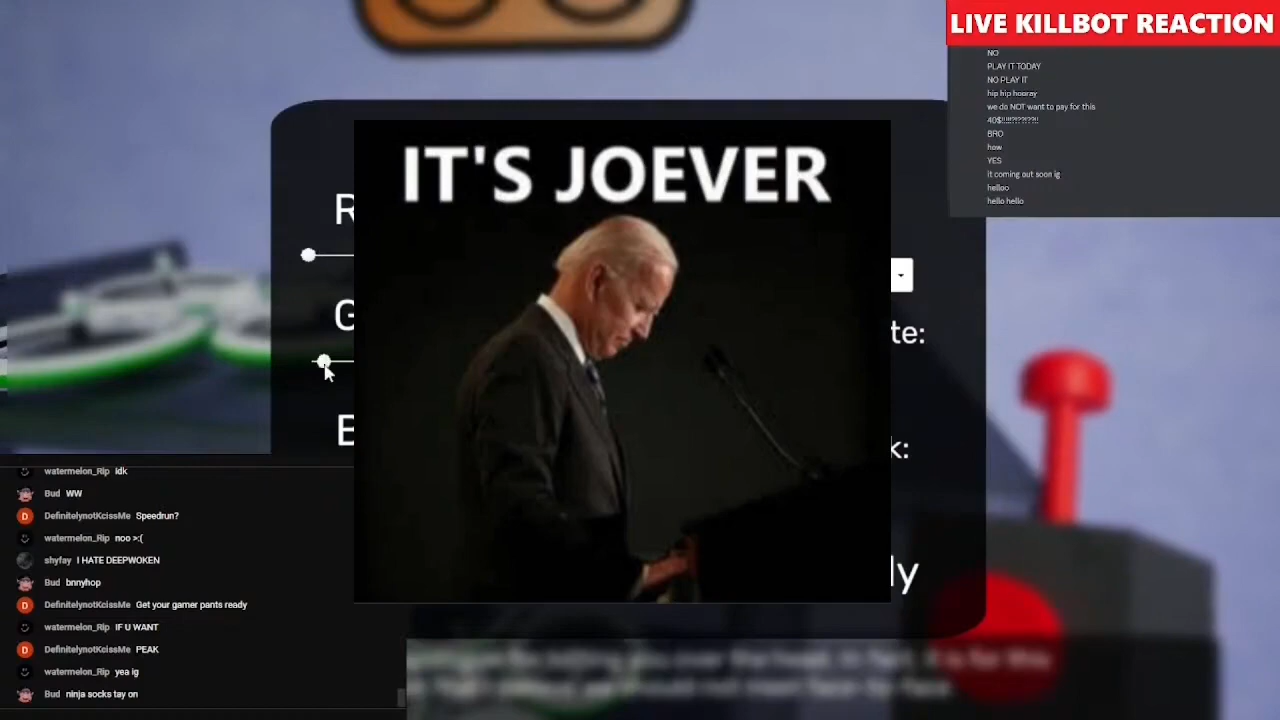 LIVE KILLBOT REACTION
NO
PLAY IT TODAY
NO PLAY IT
hip hip hooray
we do NOT want to pay for this
40$!!!!!?!??!??!!
BRO
how
YES
it coming out soon ig
helloo
hello hello
IT'S JOEVER
R
G
te:
B
k:
ly
watermelon_Rip idk
Bud WW
DefinitelynotKcissMe Speedrun?
watermelon_Rip noo >:(
shyfay I HATE DEEPWOKEN
Bud bnnyhop
DefinitelynotKcissMe Get your gamer pants ready
watermelon_Rip IF U WANT
DefinitelynotKcissMe PEAK
watermelon_Rip yea ig
Bud ninja socks tay on